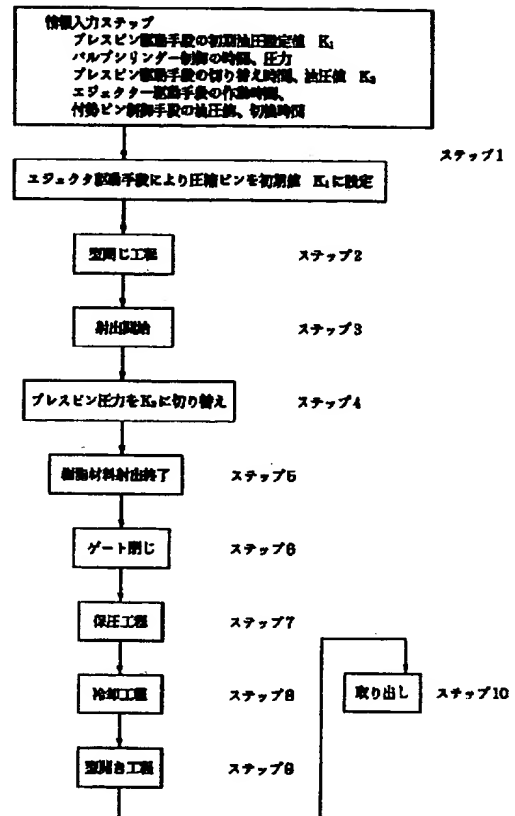 情報入力ステップ
プレスピン駆動手段の初期油圧設定値 K₁
バルブシリンダー制御の時間、圧力
プレスピン駆動手段の切り替え時間、油圧値 K₂
エジェクター駆動手段の作動時間、
付勢ピン制御手段の油圧値、切換時間
ステップ1
エジェクタ駆動手段により圧縮ピンを初期値 K₁に設定
型閉じ工程 ステップ2
射出開始 ステップ3
プレスピン圧力をK₂に切り替え ステップ4
樹脂材料射出終了 ステップ5
ゲート閉じ ステップ6
保圧工程 ステップ7
冷却工程 ステップ8
取り出し ステップ10
型開き工程 ステップ9